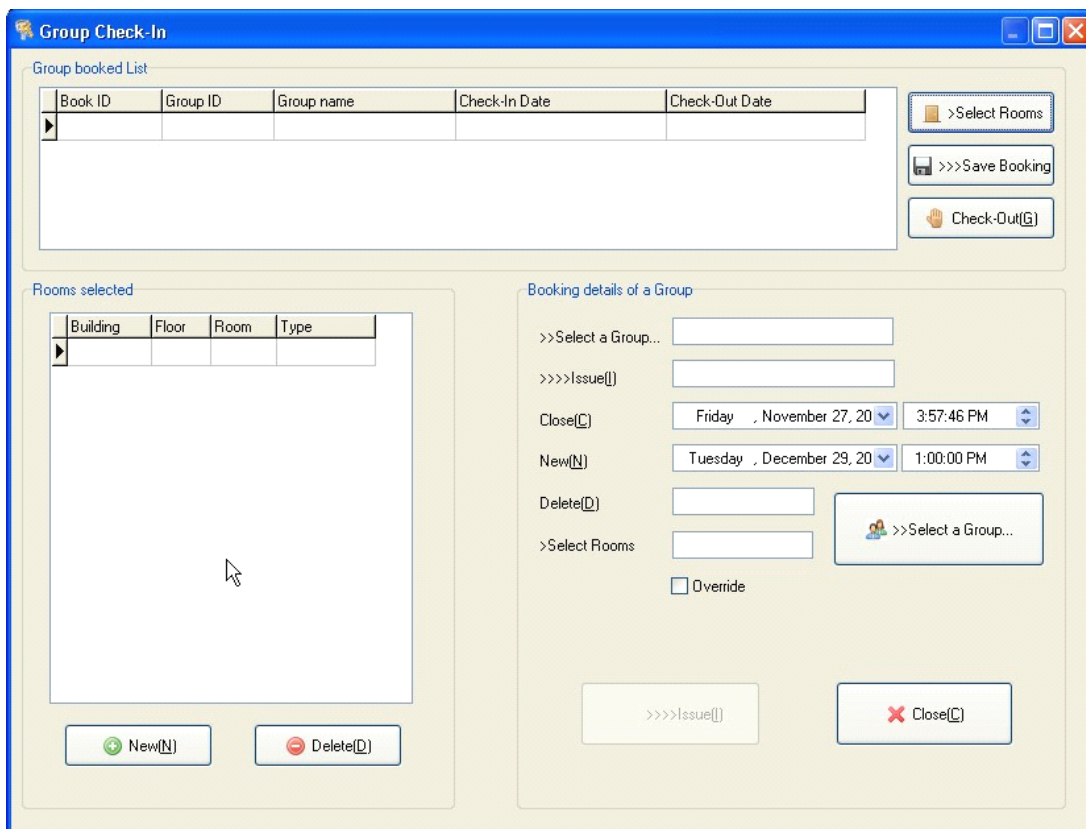 Group Check-In
Group booked List
Book ID Group ID Group name Check-In Date Check-Out Date
>Select Rooms
>>>Save Booking
Check-Out(G)
Rooms selected
Building Floor Room Type
New(N) Delete(D)
Booking details of a Group
>>Select a Group...
>>>>Issue(I)
Close(C) Friday , November 27, 20 3:57:46 PM
New(N) Tuesday , December 29, 20 1:00:00 PM
Delete(D)
>>Select a Group...
>Select Rooms
Override
>>>>Issue(I) Close(C)